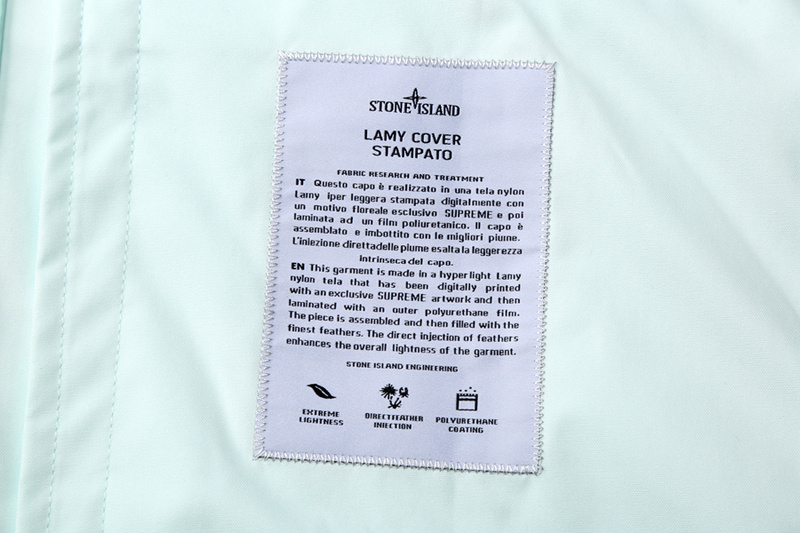 STONE ISLAND
LAMY COVER
STAMPATO
FABRIC RESEARCH AND TREATMENT
IT Questo capo è realizzato in una tela nylon
Lamy iper leggera stampata digitalmente con
un motivo floreale esclusivo SUPREME e poi
laminata ad un film poliuretanico. Il capo è
assemblato e imbottito con le migliori piume.
L'iniezione direttadelle piume esalta la leggerezza
intrinseca del capo.
EN This garment is made in a hyper light Lamy
nylon tela that has been digitally printed
with an exclusive SUPREME artwork and then
laminated with an outer polyurethane film.
The piece is assembled and then filled with the
finest feathers. The direct injection of feathers
enhances the overall lightness of the garment.
STONE ISLAND ENGINEERING
EXTREME
LIGHTNESS
DIRECTFEATHER
INJECTION
POLYURETHANE
COATING